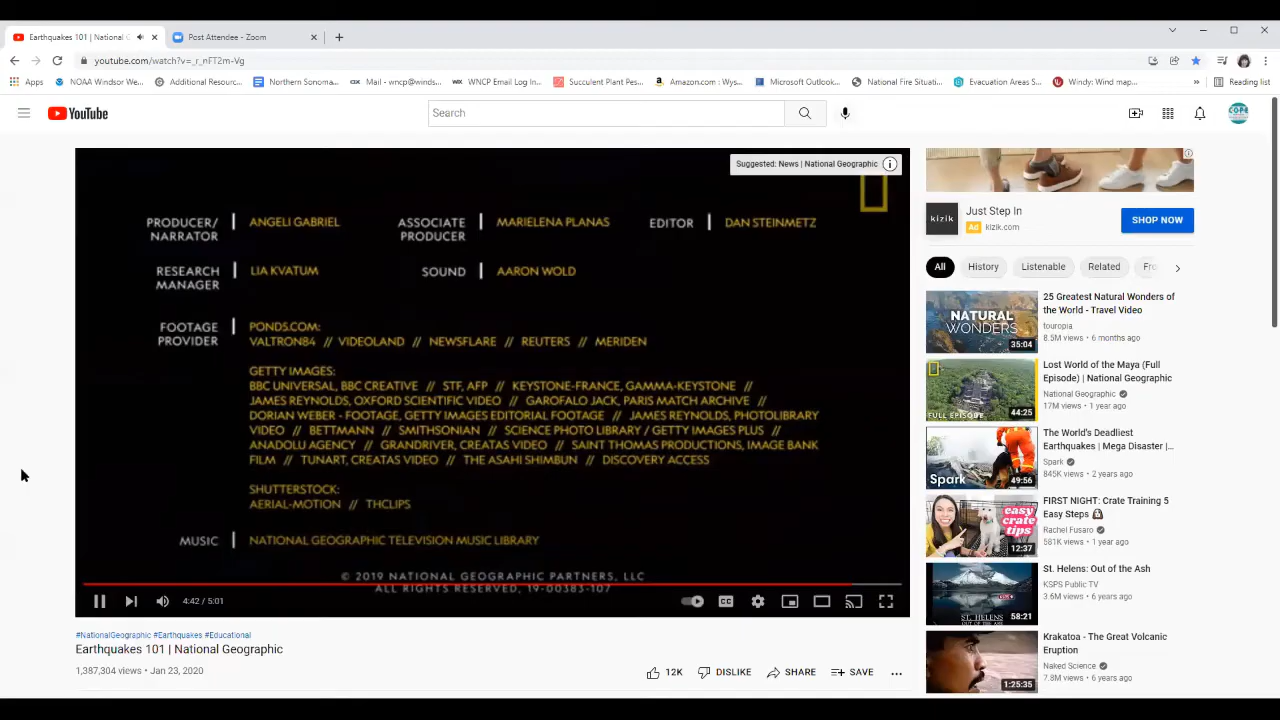 Earthquakes 101 | National G
Post Attendee - Zoom
youtube.com/watch?v=_r_nFT2m-Vg
Apps
NOAA Windsor We...
Additional Resourc...
Northern Sonoma...
Mail - wncp@winds...
WNCP Email Log In...
Succulent Plant Pes...
Amazon.com : Wys...
Microsoft Outlook...
National Fire Situati...
Evacuation Areas S...
Windy: Wind map...
»
Reading list
YouTube
Search
Suggested: News | National Geographic
PRODUCER/
NARRATOR
ANGELI GABRIEL
ASSOCIATE
PRODUCER
MARIELENA PLANAS
EDITOR
DAN STEINMETZ
RESEARCH
MANAGER
LIA KVATUM
SOUND
AARON WOLD
FOOTAGE
PROVIDER
POND5.COM:
VALTRON84 // VIDEOLAND // NEWSFLARE // REUTERS // MERIDEN
GETTY IMAGES:
BBC UNIVERSAL, BBC CREATIVE // STF, AFP // KEYSTONE-FRANCE, GAMMA-KEYSTONE //
JAMES REYNOLDS, OXFORD SCIENTIFIC VIDEO // GAROFALO JACK, PARIS MATCH ARCHIVE //
DORIAN WEBER - FOOTAGE, GETTY IMAGES EDITORIAL FOOTAGE // JAMES REYNOLDS, PHOTOLIBRARY
VIDEO // BETTMANN // SMITHSONIAN // SCIENCE PHOTO LIBRARY / GETTY IMAGES PLUS //
ANADOLU AGENCY // GRANDRIVER, CREATAS VIDEO // SAINT THOMAS PRODUCTIONS, IMAGE BANK
FILM // TUNART, CREATAS VIDEO // THE ASAHI SHIMBUN // DISCOVERY ACCESS
SHUTTERSTOCK:
AERIAL-MOTION // THCLIPS
MUSIC
NATIONAL GEOGRAPHIC TELEVISION MUSIC LIBRARY
© 2019 NATIONAL GEOGRAPHIC PARTNERS, LLC
ALL RIGHTS RESERVED, 19-00383-107
4:42 / 5:01
CC
#NationalGeographic #Earthquakes #Educational
Earthquakes 101 | National Geographic
1,387,304 views • Jan 23, 2020
12K
DISLIKE
SHARE
SAVE
kizik
Just Step In
Ad kizik.com
SHOP NOW
All
History
Listenable
Related
Fro
NATURAL
WONDERS
35:04
25 Greatest Natural Wonders of
the World - Travel Video
touropia
8.5M views • 6 months ago
FULL EPISODE
44:25
Lost World of the Maya (Full
Episode) | National Geographic
National Geographic
17M views • 1 year ago
Spark
49:56
The World's Deadliest
Earthquakes | Mega Disaster |...
Spark
845K views • 2 years ago
easy
crate
tips
12:37
FIRST NIGHT: Crate Training 5
Easy Steps
Rachel Fusaro
581K views • 1 year ago
ST. HELENS
OUT OF THE ASH
58:21
St. Helens: Out of the Ash
KSPS Public TV
3.6M views • 6 years ago
1:25:35
Krakatoa - The Great Volcanic
Eruption
Naked Science
7.8M views • 6 years ago